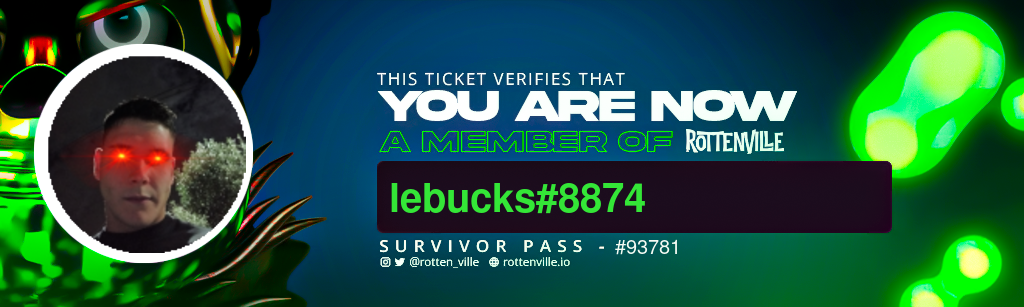 THIS TICKET VERIFIES THAT
YOU ARE NOW
A MEMBER OF ROTTENVILLE
lebucks#8874
SURVIVOR PASS - #93781
@rotten_ville rottenville.io